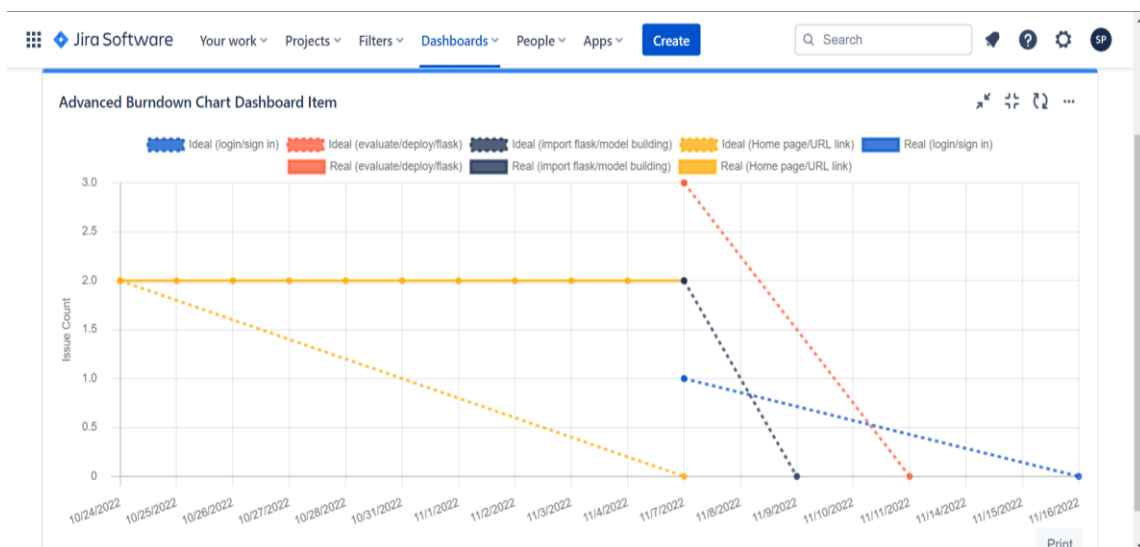 Jira Software Your work Projects Filters Dashboards People Apps Create Search SP
Advanced Burndown Chart Dashboard Item
Ideal (login/sign in) Ideal (evaluate/deploy/flask) Ideal (import flask/model building) Ideal (Home page/URL link) Real (login/sign in)
Real (evaluate/deploy/flask) Real (import flask/model building) Real (Home page/URL link)
3.0
2.5
2.0
1.5
1.0
0.5
0
Issue Count
10/24/2022 10/25/2022 10/26/2022 10/27/2022 10/28/2022 10/31/2022 11/1/2022 11/2/2022 11/3/2022 11/4/2022 11/7/2022 11/8/2022 11/9/2022 11/10/2022 11/11/2022 11/14/2022 11/15/2022 11/16/2022
Print